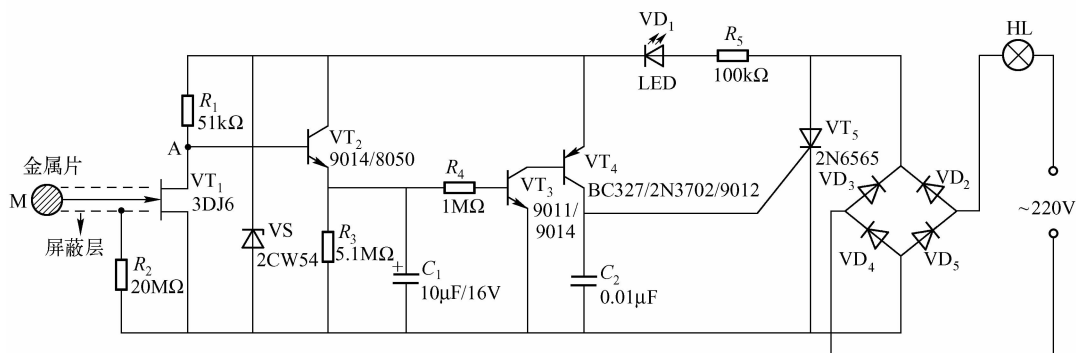 VD₁
LED
R₅
100kΩ
HL
R₁
51kΩ
A
VT₂
9014/8050
VT₅
2N6565
金属片
M
VT₁
3DJ6
屏蔽层
R₂
20MΩ
VS
2CW54
R₃
5.1MΩ
C₁
+
10μF/16V
R₄
1MΩ
VT₃
9011/
9014
VT₄
BC327/2N3702/9012
C₂
0.01μF
VD₃
VD₂
VD₄
VD₅
~220V